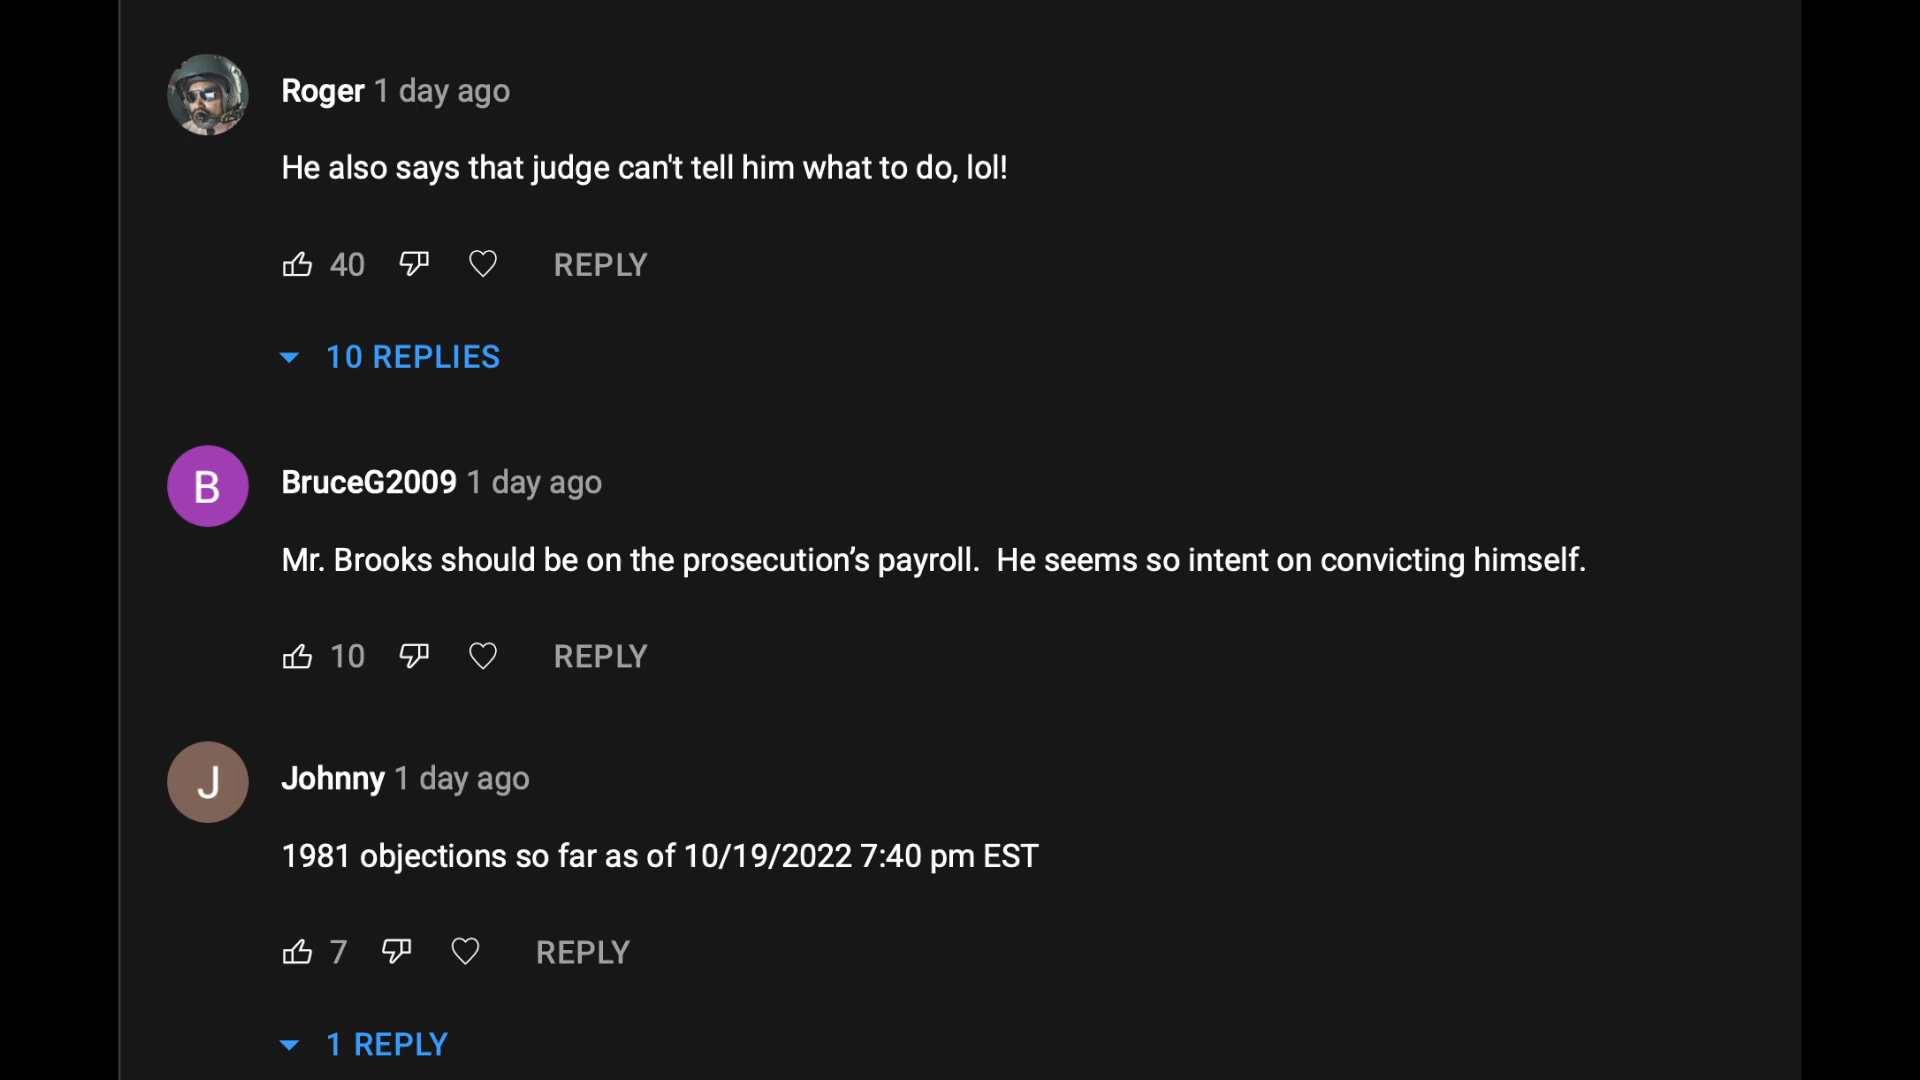 Roger 1 day ago
He also says that judge can't tell him what to do, lol!
40 REPLY
10 REPLIES
B
BruceG2009 1 day ago
Mr. Brooks should be on the prosecution’s payroll.  He seems so intent on convicting himself.
10 REPLY
J
Johnny 1 day ago
1981 objections so far as of 10/19/2022 7:40 pm EST
7 REPLY
1 REPLY